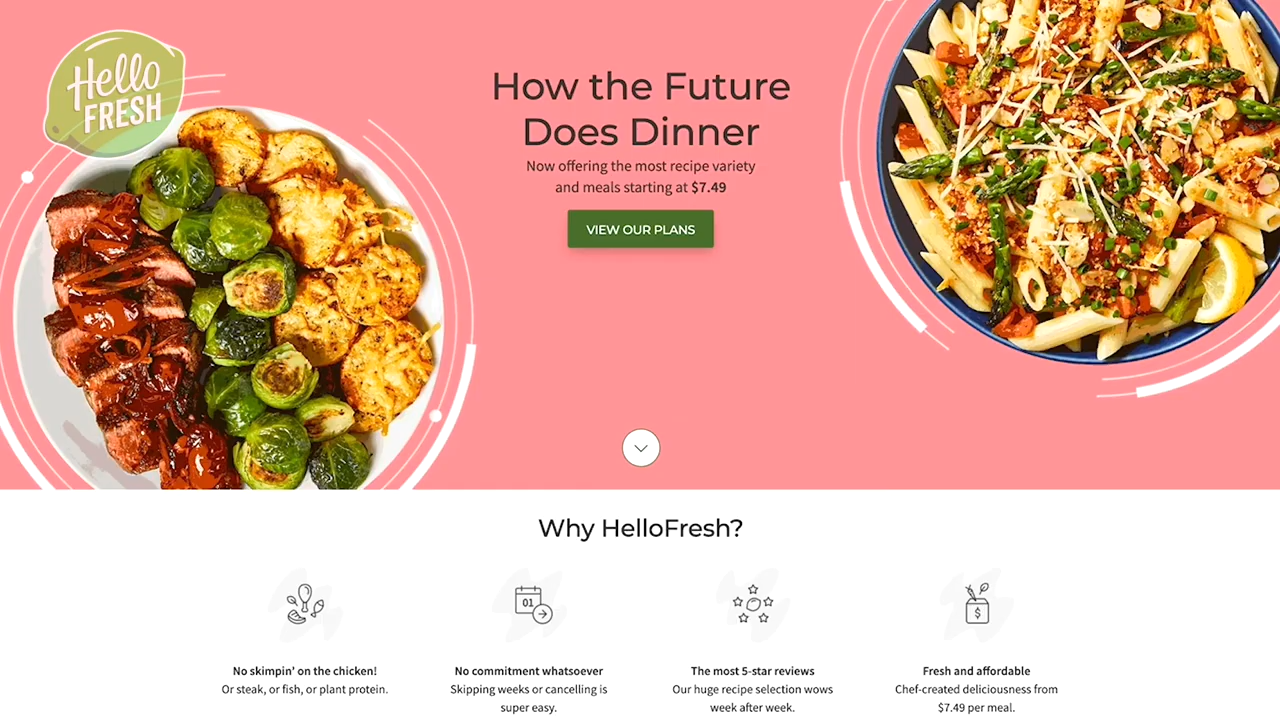 Hello
FRESH
How the Future
Does Dinner
Now offering the most recipe variety
and meals starting at $7.49
VIEW OUR PLANS
Why HelloFresh?
01
$
No skimpin' on the chicken!
Or steak, or fish, or plant protein.
No commitment whatsoever
Skipping weeks or cancelling is
super easy.
The most 5-star reviews
Our huge recipe selection wows
week after week.
Fresh and affordable
Chef-created deliciousness from
$7.49 per meal.